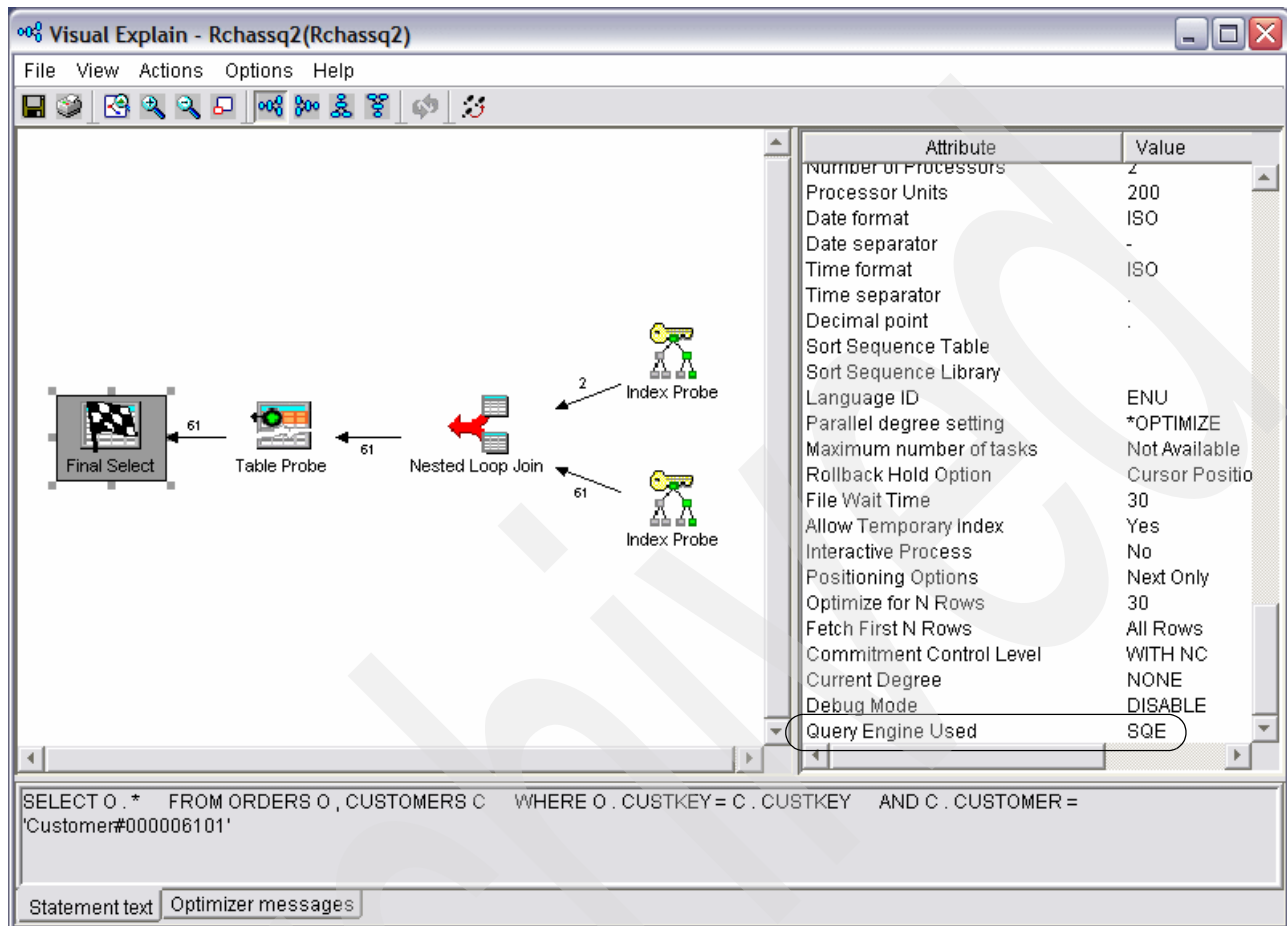 Visual Explain - Rchassq2(Rchassq2)
File View Actions Options Help
Attribute Value
Number of Processors 2
Processor Units 200
Date format ISO
Date separator -
Time format ISO
Time separator .
Decimal point .
Sort Sequence Table
Sort Sequence Library
Language ID ENU
Parallel degree setting *OPTIMIZE
Maximum number of tasks Not Available
Rollback Hold Option Cursor Positio
File Wait Time 30
Allow Temporary Index Yes
Interactive Process No
Positioning Options Next Only
Optimize for N Rows 30
Fetch First N Rows All Rows
Commitment Control Level WITH NC
Current Degree NONE
Debug Mode DISABLE
Query Engine Used SQE
2
Index Probe
61
Final Select
Table Probe
61
Nested Loop Join
61
Index Probe
SELECT O . * FROM ORDERS O , CUSTOMERS C WHERE O . CUSTKEY = C . CUSTKEY AND C . CUSTOMER =
'Customer#000006101'
Statement text Optimizer messages